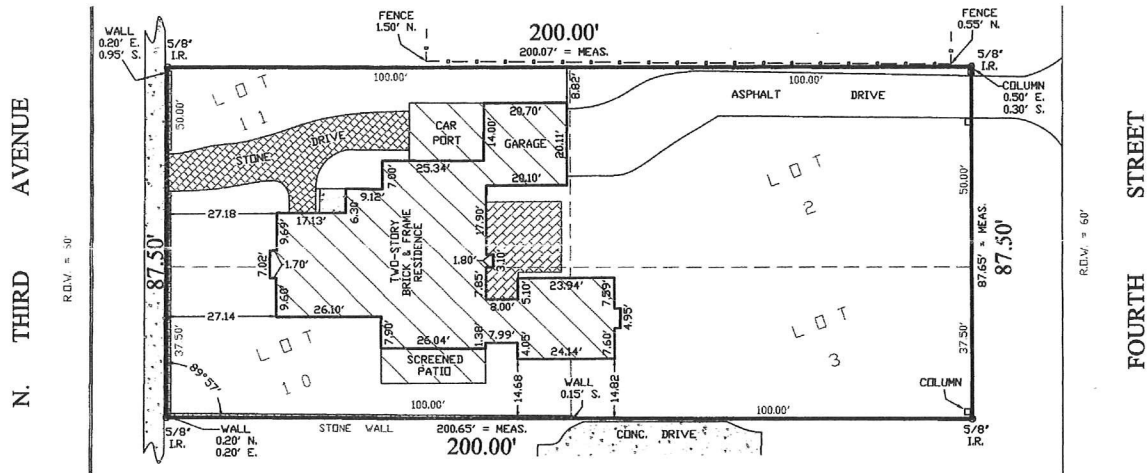 FENCE
1.50' N.
200.00'
200.07' = MEAS.
FENCE
0.55' N.
WALL
0.20' E.
0.95' S.
5/8"
I.R.
5/8"
I.R.
100.00'
100.00'
8.82'
COLUMN
0.50' E.
0.30' S.
ASPHALT DRIVE
50.00'
LOT
11
STONE DRIVE
CAR
PORT
20.70'
14.00'
GARAGE
20.11'
25.34'
20.10'
7.00'
9.12'
6.30'
17.13'
27.18
LOT
2
50.00'
N. THIRD AVENUE
R.O.W. = 50'
87.50'
9.69'
7.02'
1.70'
9.60'
TWO-STORY
BRICK & FRAME
RESIDENCE
17.90'
1.80'
3.10'
7.85'
8.00'
5.10'
23.94'
7.59'
4.95'
7.60'
87.65' = MEAS.
87.50'
R.O.W. = 60'
FOURTH STREET
27.14
26.10'
7.90'
26.04'
1.38'
7.99'
4.05'
24.14'
37.50'
LOT
10
89°57'
SCREENED
PATIO
14.68
14.82
LOT
3
37.50'
COLUMN
WALL
0.15' S.
100.00'
100.00'
5/8"
I.R.
WALL
0.20' N.
0.20' E.
STONE WALL
200.65' = MEAS.
200.00'
CONC. DRIVE
5/8"
I.R.